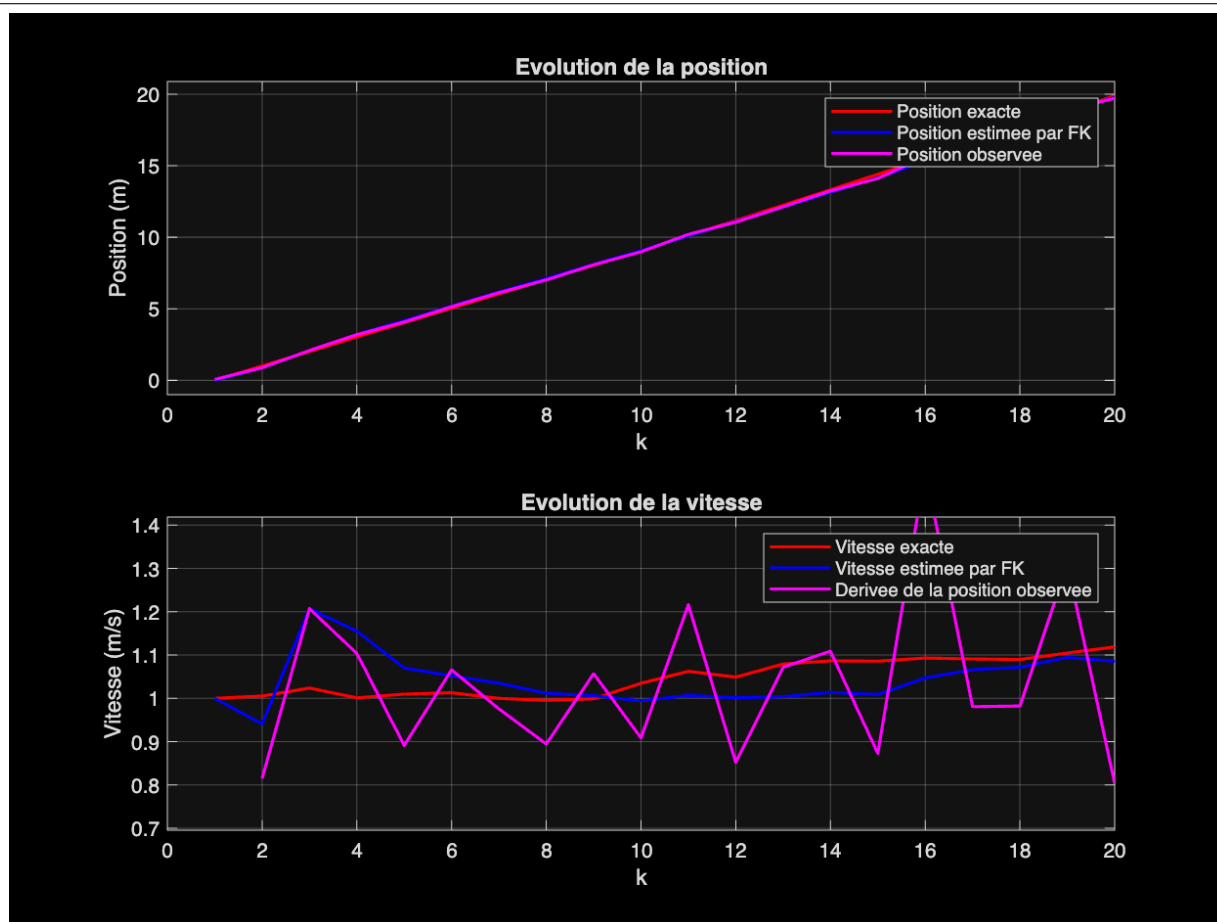 Evolution de la position
Position (m)
20
15
10
5
0
Position exacte
Position estimee par FK
Position observee
0 2 4 6 8 10 12 14 16 18 20
k
Evolution de la vitesse
Vitesse (m/s)
1.4
1.3
1.2
1.1
1
0.9
0.8
0.7
Vitesse exacte
Vitesse estimee par FK
Derivee de la position observee
0 2 4 6 8 10 12 14 16 18 20
k